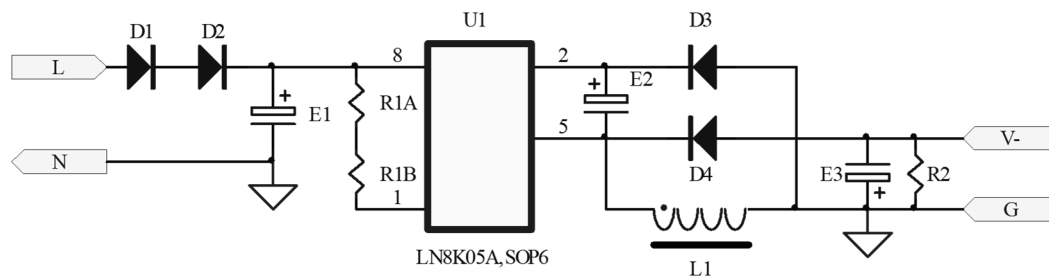 U1
D3
D1
D2
L
8
2
E2
+
R1A
+
E1
5
V-
N
R1B
D4
E3
R2
1
+
G
LN8K05A,SOP6
L1